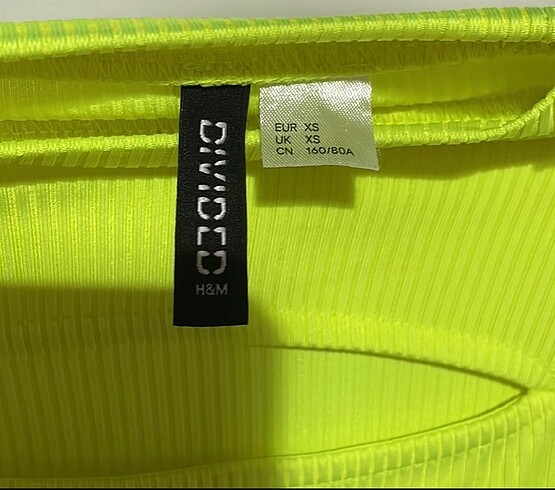 DIVIDED
H&M
EUR XS
UK XS
CN 160/80A